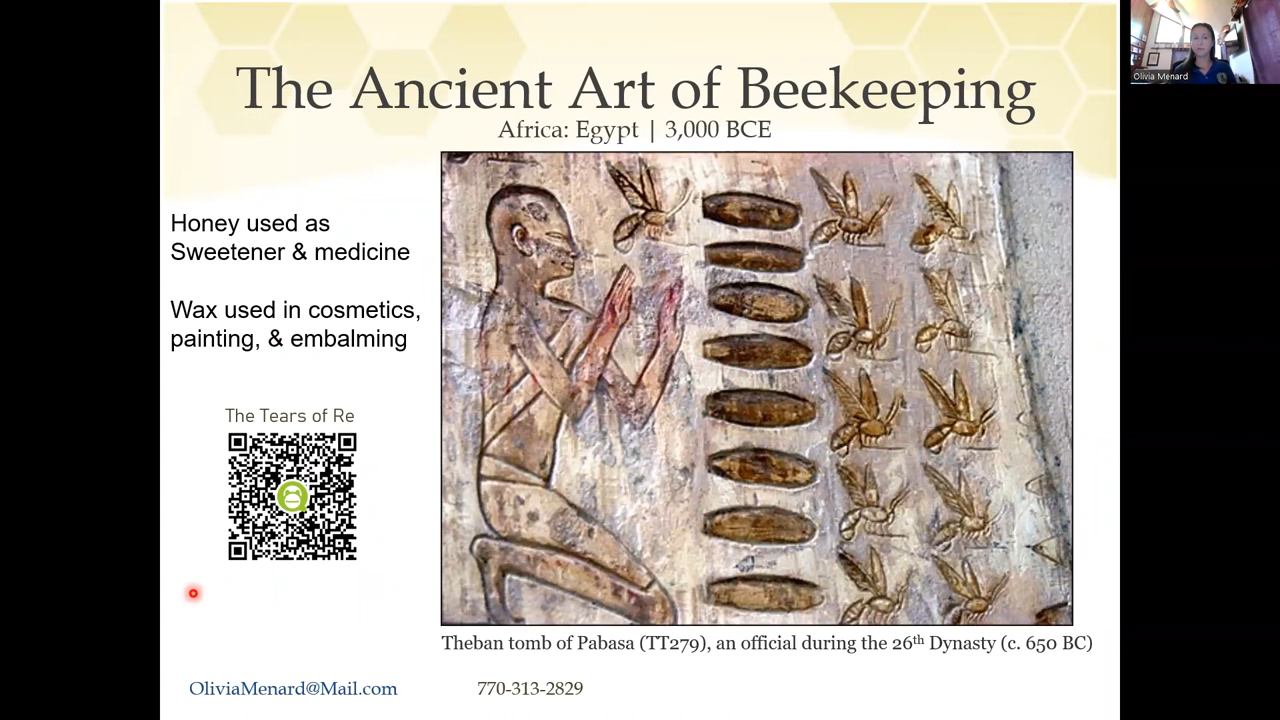 The Ancient Art of Beekeeping
Africa: Egypt | 3,000 BCE
Honey used as
Sweetener & medicine
Wax used in cosmetics,
painting, & embalming
The Tears of Re
Theban tomb of Pabasa (TT279), an official during the 26th Dynasty (c. 650 BC)
OliviaMenard@Mail.com
770-313-2829
Olivia Menard